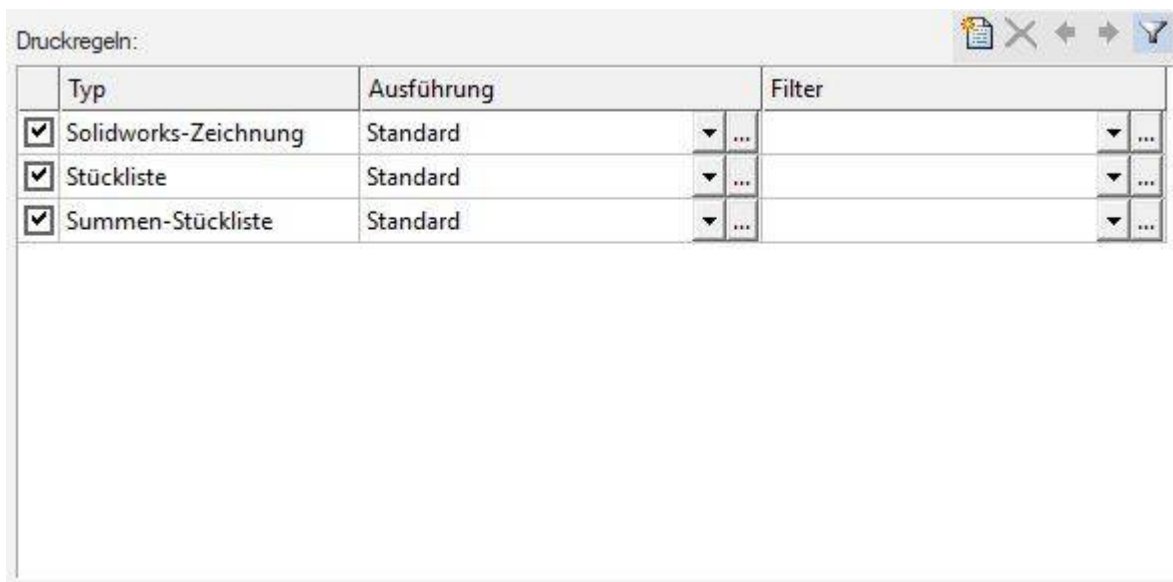 Druckregeln:
Typ Ausführung Filter
Solidworks-Zeichnung Standard ... ...
Stückliste Standard ... ...
Summen-Stückliste Standard ... ...